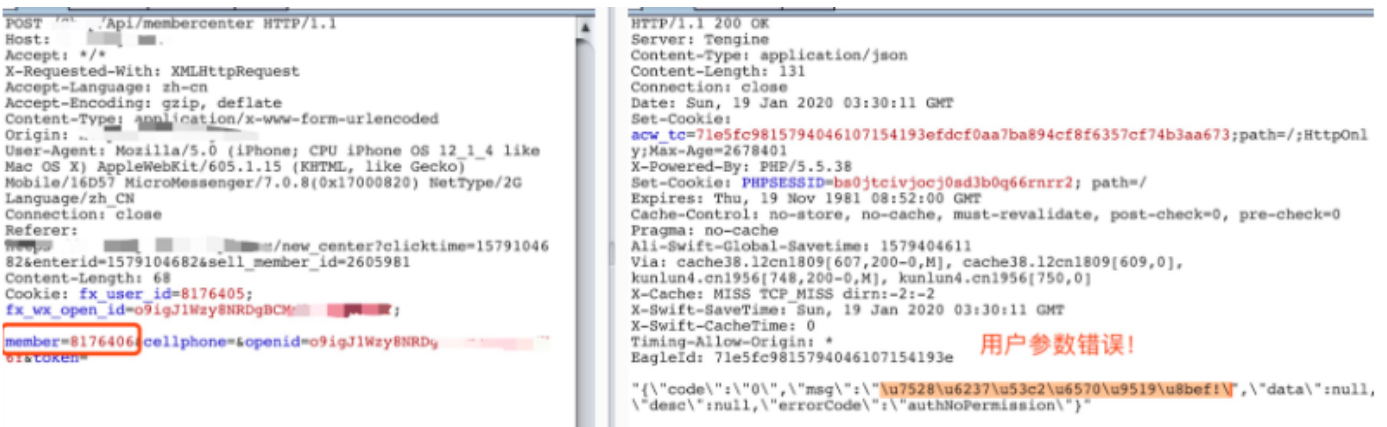 POST /Api/membercenter HTTP/1.1
Host:
Accept: */*
X-Requested-With: XMLHttpRequest
Accept-Language: zh-cn
Accept-Encoding: gzip, deflate
Content-Type: application/x-www-form-urlencoded
Origin:
User-Agent: Mozilla/5.0 (iPhone; CPU iPhone OS 12_1_4 like
Mac OS X) AppleWebKit/605.1.15 (KHTML, like Gecko)
Mobile/16D57 MicroMessenger/7.0.8(0x17000820) NetType/2G
Language/zh_CN
Connection: close
Referer:
/new_center?clicktime=15791046
82&enterid=1579104682&sell_member_id=2605981
Content-Length: 68
Cookie: fx_user_id=8176405;
fx_wx_open_id=o9igJ1Wzy8NRDgBCM
member=8176406&cellphone=&openid=o9igJ1Wzy8NRDg
6f&token=
HTTP/1.1 200 OK
Server: Tengine
Content-Type: application/json
Content-Length: 131
Connection: close
Date: Sun, 19 Jan 2020 03:30:11 GMT
Set-Cookie:
acw_tc=71e5fc9815794046107154193efdcf0aa7ba894cf8f6357cf74b3aa673;path=/;HttpOnl
y;Max-Age=2678401
X-Powered-By: PHP/5.5.38
Set-Cookie: PHPSESSID=bs0jtcivjocj0sd3b0q66rnrr2; path=/
Expires: Thu, 19 Nov 1981 08:52:00 GMT
Cache-Control: no-store, no-cache, must-revalidate, post-check=0, pre-check=0
Pragma: no-cache
Ali-Swift-Global-Savetime: 1579404611
Via: cache38.l2cn1809[607,200-0,M], cache38.l2cn1809[609,0],
kunlun4.cn1956[748,200-0,M], kunlun4.cn1956[750,0]
X-Cache: MISS TCP_MISS dirn:-2:-2
X-Swift-SaveTime: Sun, 19 Jan 2020 03:30:11 GMT
X-Swift-CacheTime: 0
Timing-Allow-Origin: *
EagleId: 71e5fc9815794046107154193e
用户参数错误!
"{\"code\":\"0\",\"msg\":\"\u7528\u6237\u53c2\u6570\u9519\u8bef!\",\"data\":null,
\"desc\":null,\"errorCode\":\"authNoPermission\"}"